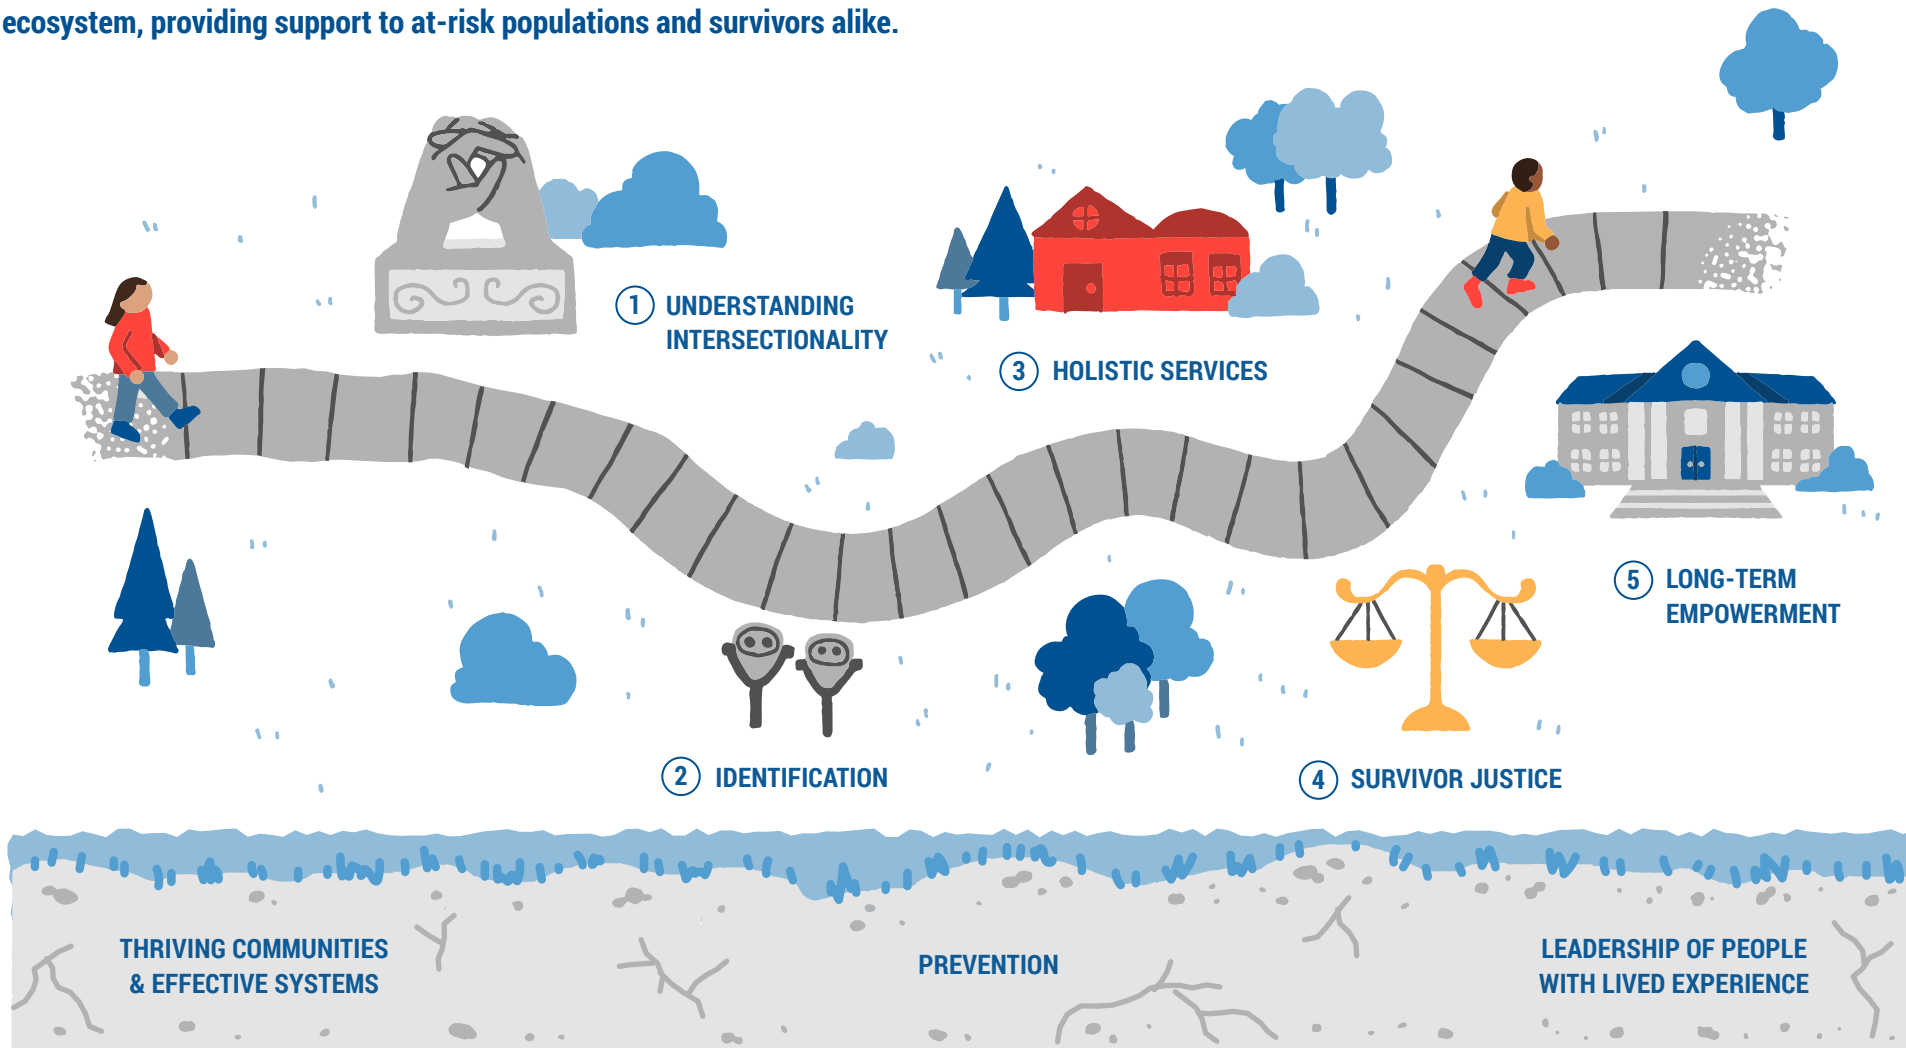 ecosystem, providing support to at-risk populations and survivors alike.
1 UNDERSTANDING
INTERSECTIONALITY
2 IDENTIFICATION
3 HOLISTIC SERVICES
4 SURVIVOR JUSTICE
5 LONG-TERM
EMPOWERMENT
THRIVING COMMUNITIES
& EFFECTIVE SYSTEMS
PREVENTION
LEADERSHIP OF PEOPLE
WITH LIVED EXPERIENCE